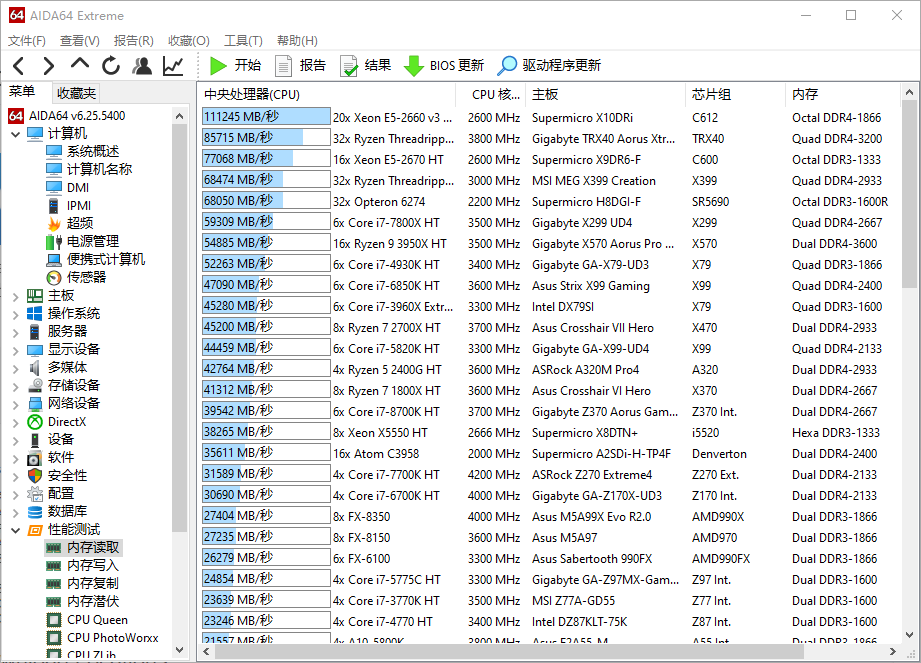 64 AIDA64 Extreme
文件(F) 查看(V) 报告(R) 收藏(O) 工具(T) 帮助(H)
开始 报告 结果 BIOS 更新 驱动程序更新
菜单 收藏夹
64 AIDA64 v6.25.5400
计算机
系统概述
计算机名称
DMI
IPMI
超频
电源管理
便携式计算机
传感器
主板
操作系统
服务器
显示设备
多媒体
存储设备
网络设备
DirectX
设备
软件
安全性
配置
数据库
性能测试
内存读取
内存写入
内存复制
内存潜伏
CPU Queen
CPU PhotoWorxx
CPU ZLib
中央处理器(CPU) CPU 核... 主板 芯片组 内存
111245 MB/秒 20x Xeon E5-2660 v3 ... 2600 MHz Supermicro X10DRi C612 Octal DDR4-1866
85715 MB/秒 32x Ryzen Threadripp... 3800 MHz Gigabyte TRX40 Aorus Xtr... TRX40 Quad DDR4-3200
77068 MB/秒 16x Xeon E5-2670 HT 2600 MHz Supermicro X9DR6-F C600 Octal DDR3-1333
68474 MB/秒 32x Ryzen Threadripp... 3000 MHz MSI MEG X399 Creation X399 Quad DDR4-2933
68050 MB/秒 32x Opteron 6274 2200 MHz Supermicro H8DGI-F SR5690 Octal DDR3-1600R
59309 MB/秒 6x Core i7-7800X HT 3500 MHz Gigabyte X299 UD4 X299 Quad DDR4-2667
54885 MB/秒 16x Ryzen 9 3950X HT 3500 MHz Gigabyte X570 Aorus Pro ... X570 Dual DDR4-3600
52263 MB/秒 6x Core i7-4930K HT 3400 MHz Gigabyte GA-X79-UD3 X79 Quad DDR3-1866
47090 MB/秒 6x Core i7-6850K HT 3600 MHz Asus Strix X99 Gaming X99 Quad DDR4-2400
45280 MB/秒 6x Core i7-3960X Extr... 3300 MHz Intel DX79SI X79 Quad DDR3-1600
45200 MB/秒 8x Ryzen 7 2700X HT 3700 MHz Asus Crosshair VII Hero X470 Dual DDR4-2933
44459 MB/秒 6x Core i7-5820K HT 3300 MHz Gigabyte GA-X99-UD4 X99 Quad DDR4-2133
42764 MB/秒 4x Ryzen 5 2400G HT 3600 MHz ASRock A320M Pro4 A320 Dual DDR4-2933
41312 MB/秒 8x Ryzen 7 1800X HT 3600 MHz Asus Crosshair VI Hero X370 Dual DDR4-2667
39542 MB/秒 6x Core i7-8700K HT 3700 MHz Gigabyte Z370 Aorus Gam... Z370 Int. Dual DDR4-2667
38265 MB/秒 8x Xeon X5550 HT 2666 MHz Supermicro X8DTN+ i5520 Hexa DDR3-1333
35611 MB/秒 16x Atom C3958 2000 MHz Supermicro A2SDi-H-TP4F Denverton Dual DDR4-2400
31589 MB/秒 4x Core i7-7700K HT 4200 MHz ASRock Z270 Extreme4 Z270 Ext. Dual DDR4-2133
30690 MB/秒 4x Core i7-6700K HT 4000 MHz Gigabyte GA-Z170X-UD3 Z170 Int. Dual DDR4-2133
27404 MB/秒 8x FX-8350 4000 MHz Asus M5A99X Evo R2.0 AMD990X Dual DDR3-1866
27235 MB/秒 8x FX-8150 3600 MHz Asus M5A97 AMD970 Dual DDR3-1866
26279 MB/秒 6x FX-6100 3300 MHz Asus Sabertooth 990FX AMD990FX Dual DDR3-1866
24854 MB/秒 4x Core i7-5775C HT 3300 MHz Gigabyte GA-Z97MX-Gam... Z97 Int. Dual DDR3-1600
23639 MB/秒 4x Core i7-3770K HT 3500 MHz MSI Z77A-GD55 Z77 Int. Dual DDR3-1600
23246 MB/秒 4x Core i7-4770 HT 3400 MHz Intel DZ87KLT-75K Z87 Int. Dual DDR3-1600
21557 MB/秒 4x A10-5800K 3800 MHz Asus F2A55-M A55 Int. Dual DDR3-1866